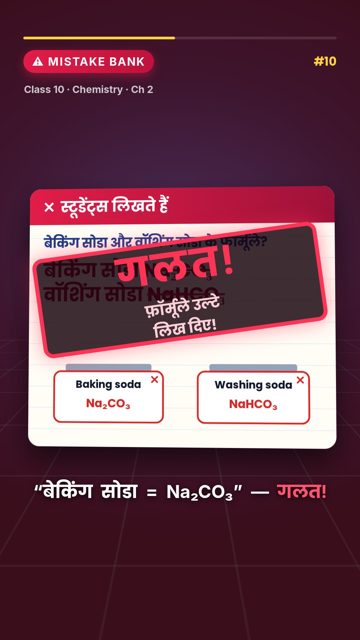 ⚠ MISTAKE BANK
#10
Class 10 · Chemistry · Ch 2
✕ स्टूडेंट्स लिखते हैं
बेकिंग सोडा और वॉशिंग सोडा के फॉर्मूले?
बेकिंग
वॉशिंग सोडा NaHCO₃
गलत!
फ़ॉर्मूले उल्टे
लिख दिए!
Baking soda ✕
Na₂CO₃
Washing soda ✕
NaHCO₃
“बेकिंग सोडा = Na₂CO₃” — गलत!